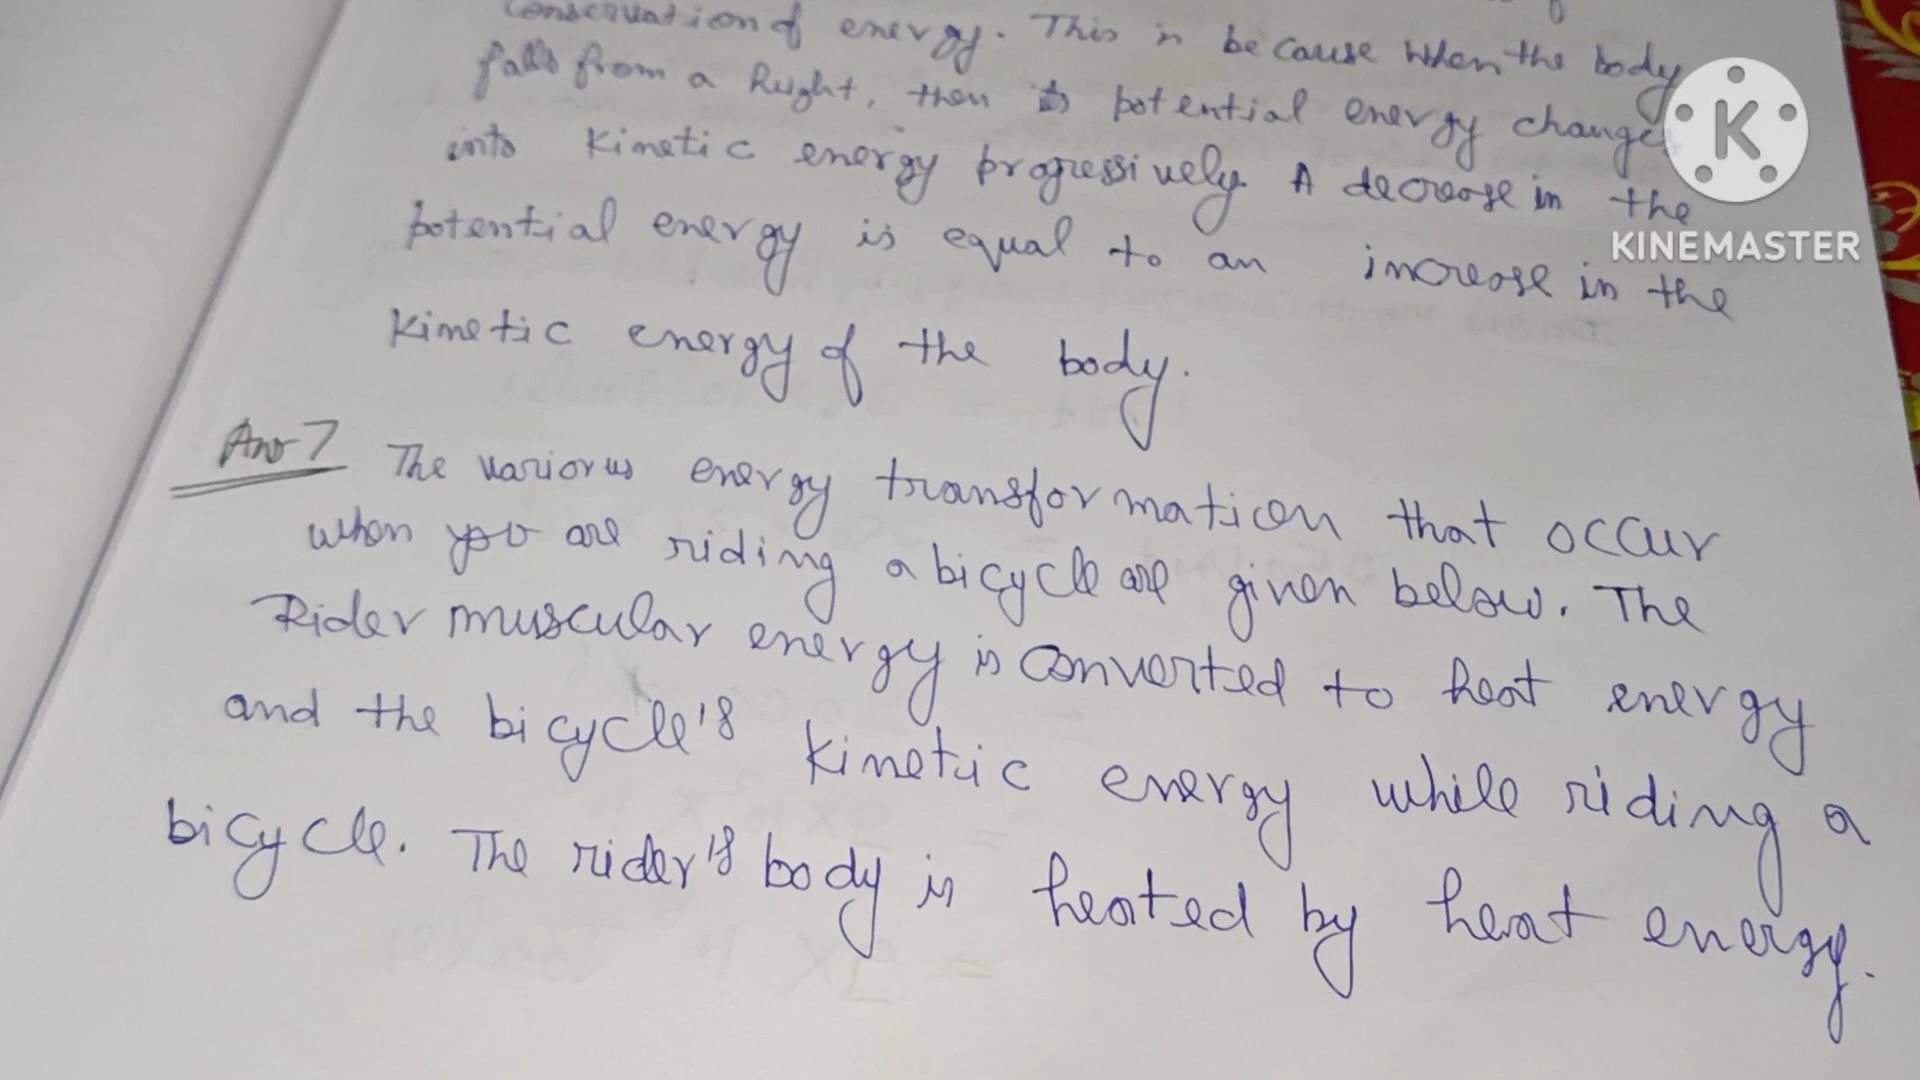 conservation of energy. This is because when the body
falls from a height, then its potential energy changes
into kinetic energy progressively. A decrease in the
potential energy is equal to an increase in the
kinetic energy of the body.
Ans 7 The various energy transformation that occur
when you are riding a bicycle are given below. The
Rider muscular energy is converted to heat energy
and the bicycle's kinetic energy while riding a
bicycle. The rider's body is heated by heat energy.
K
KINEMASTER